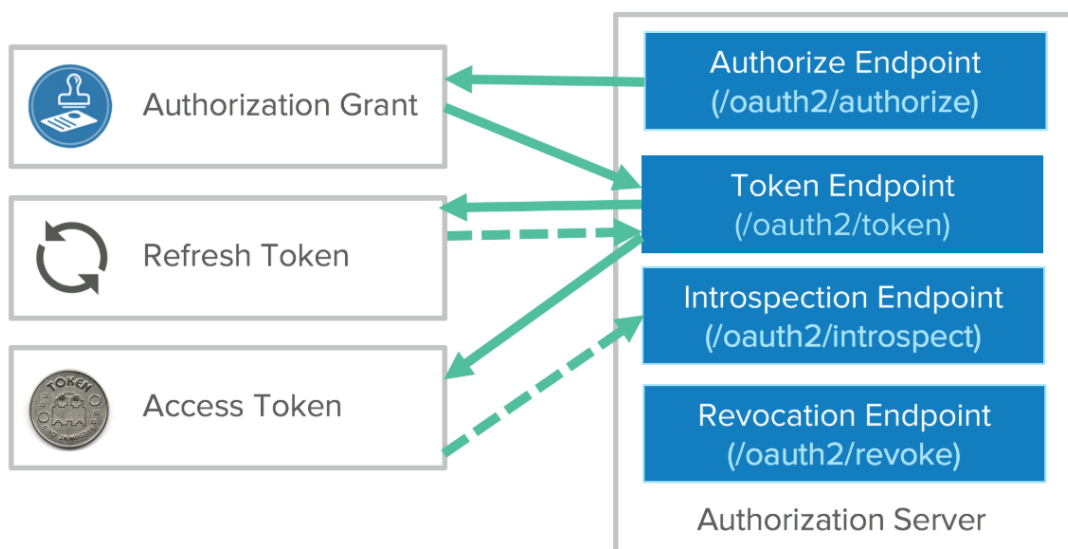 Authorization Grant
Refresh Token
TOKEN
Access Token
Authorize Endpoint
(/oauth2/authorize)
Token Endpoint
(/oauth2/token)
Introspection Endpoint
(/oauth2/introspect)
Revocation Endpoint
(/oauth2/revoke)
Authorization Server